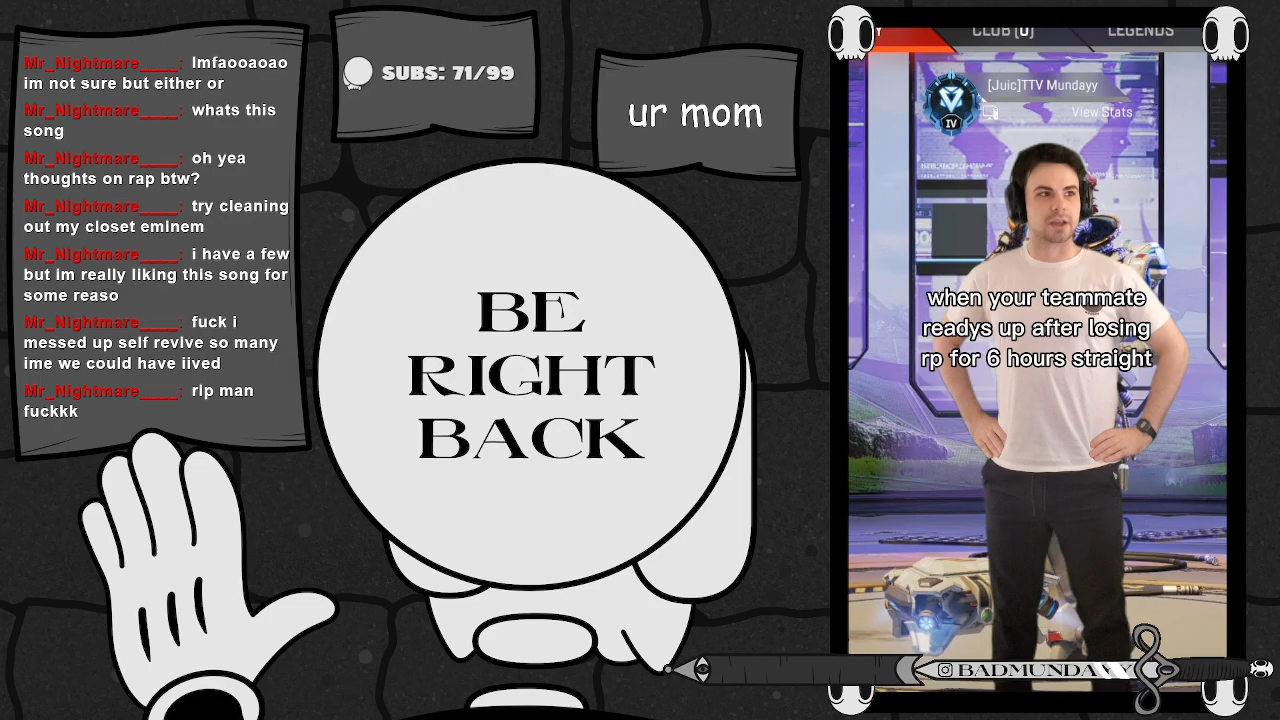 Mr_Nightmare____: lmfaooaoao
im not sure but either or
Mr_Nightmare____: whats this
song
Mr_Nightmare____: oh yea
thoughts on rap btw?
Mr_Nightmare____: try cleaning
out my closet eminem
Mr_Nightmare____: i have a few
but im really liking this song for
some reaso
Mr_Nightmare____: fuck i
messed up self revive so many
ime we could have iived
Mr_Nightmare____: rip man
fuckkk
SUBS: 71/99
ur mom
BE
RIGHT
BACK
CLUB [0]
LEGENDS
[Juic]TTV Mundayy
View Stats
IV
when your teammate
readys up after losing
rp for 6 hours straight